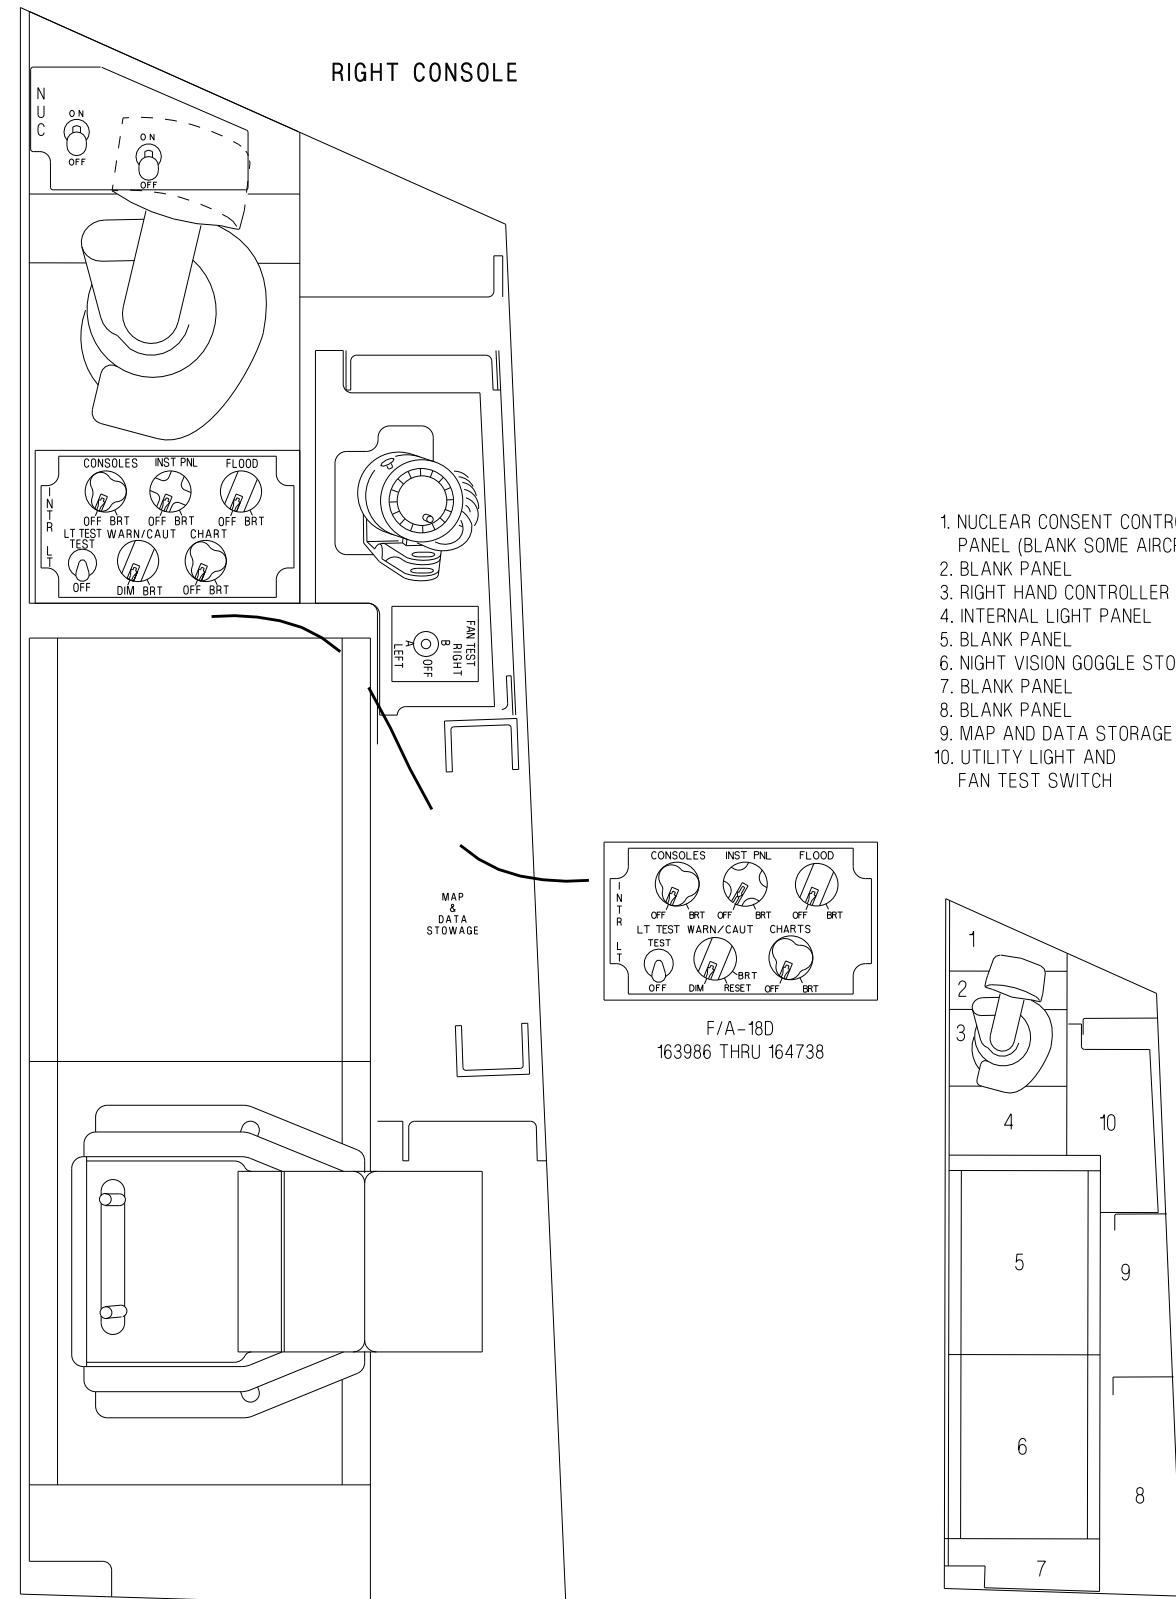 RIGHT CONSOLE
NUC
ON
OFF
ON
OFF
CONSOLES INST PNL FLOOD
INTR LT
OFF BRT OFF BRT OFF BRT
LT TEST WARN/CAUT CHART
TEST
OFF DIM BRT OFF BRT
FAN TEST
RIGHT
B
A
OFF
LEFT
1. NUCLEAR CONSENT
PANEL (BLANK SOME
2. BLANK PANEL
3. RIGHT HAND CONTROLLER
4. INTERNAL LIGHT PANEL
5. BLANK PANEL
6. NIGHT VISION GOGGLE
7. BLANK PANEL
8. BLANK PANEL
9. MAP AND DATA STORAGE
10. UTILITY LIGHT AND
FAN TEST SWITCH
MAP
&
DATA
STOWAGE
CONSOLES INST PNL FLOOD
INTR LT
OFF BRT OFF BRT OFF BRT
LT TEST WARN/CAUT CHARTS
TEST
BRT
OFF DIM RESET OFF BRT
F/A-18D
163986 THRU 164738
1
2
3
4
10
5
9
6
8
7